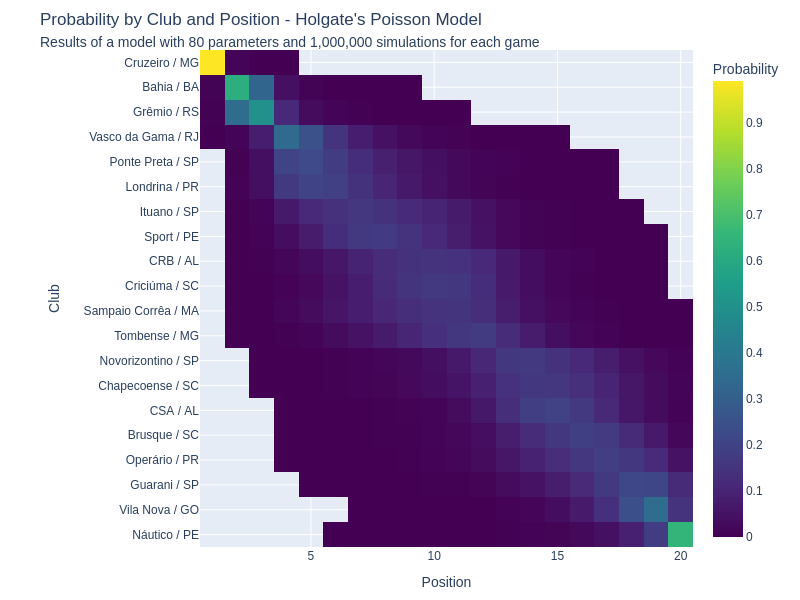 Probability by Club and Position - Holgate's Poisson Model
Results of a model with 80 parameters and 1,000,000 simulations for each game
Probability
Club
Cruzeiro / MG
Bahia / BA
Grêmio / RS
Vasco da Gama / RJ
Ponte Preta / SP
Londrina / PR
Ituano / SP
Sport / PE
CRB / AL
Criciúma / SC
Sampaio Corrêa / MA
Tombense / MG
Novorizontino / SP
Chapecoense / SC
CSA / AL
Brusque / SC
Operário / PR
Guarani / SP
Vila Nova / GO
Náutico / PE
5
10
15
20
Position
0.9
0.8
0.7
0.6
0.5
0.4
0.3
0.2
0.1
0